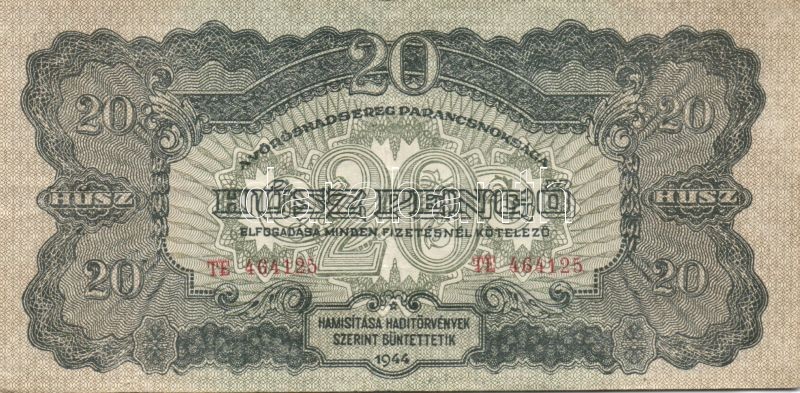 20
20 20
A VÖRÖSHADSEREG PARANCSNOKSÁGA
20
HÚSZ HÚSZ PENGŐ HÚSZ
ELFOGADÁSA MINDEN FIZETÉSNÉL KÖTELEZŐ
TE 464125 TE 464125
20 20
HAMISÍTÁSA HADITÖRVÉNYEK
SZERINT BÜNTETTETIK
1944